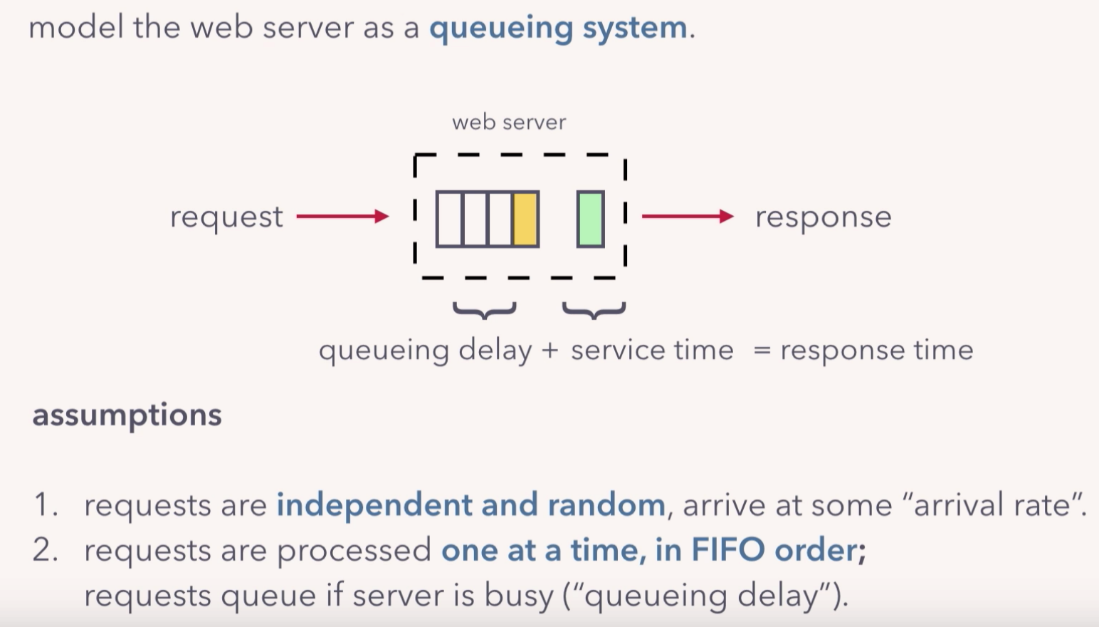 model the web server as a queueing system.
web server
request
response
queueing delay + service time = response time
assumptions
1. requests are independent and random, arrive at some “arrival rate”.
2. requests are processed one at a time, in FIFO order;
requests queue if server is busy (“queueing delay”).